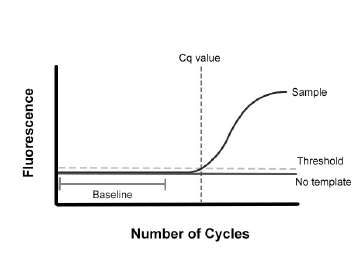 Cq value
Sample
Fluorescence
Threshold
No template
Baseline
Number of Cycles